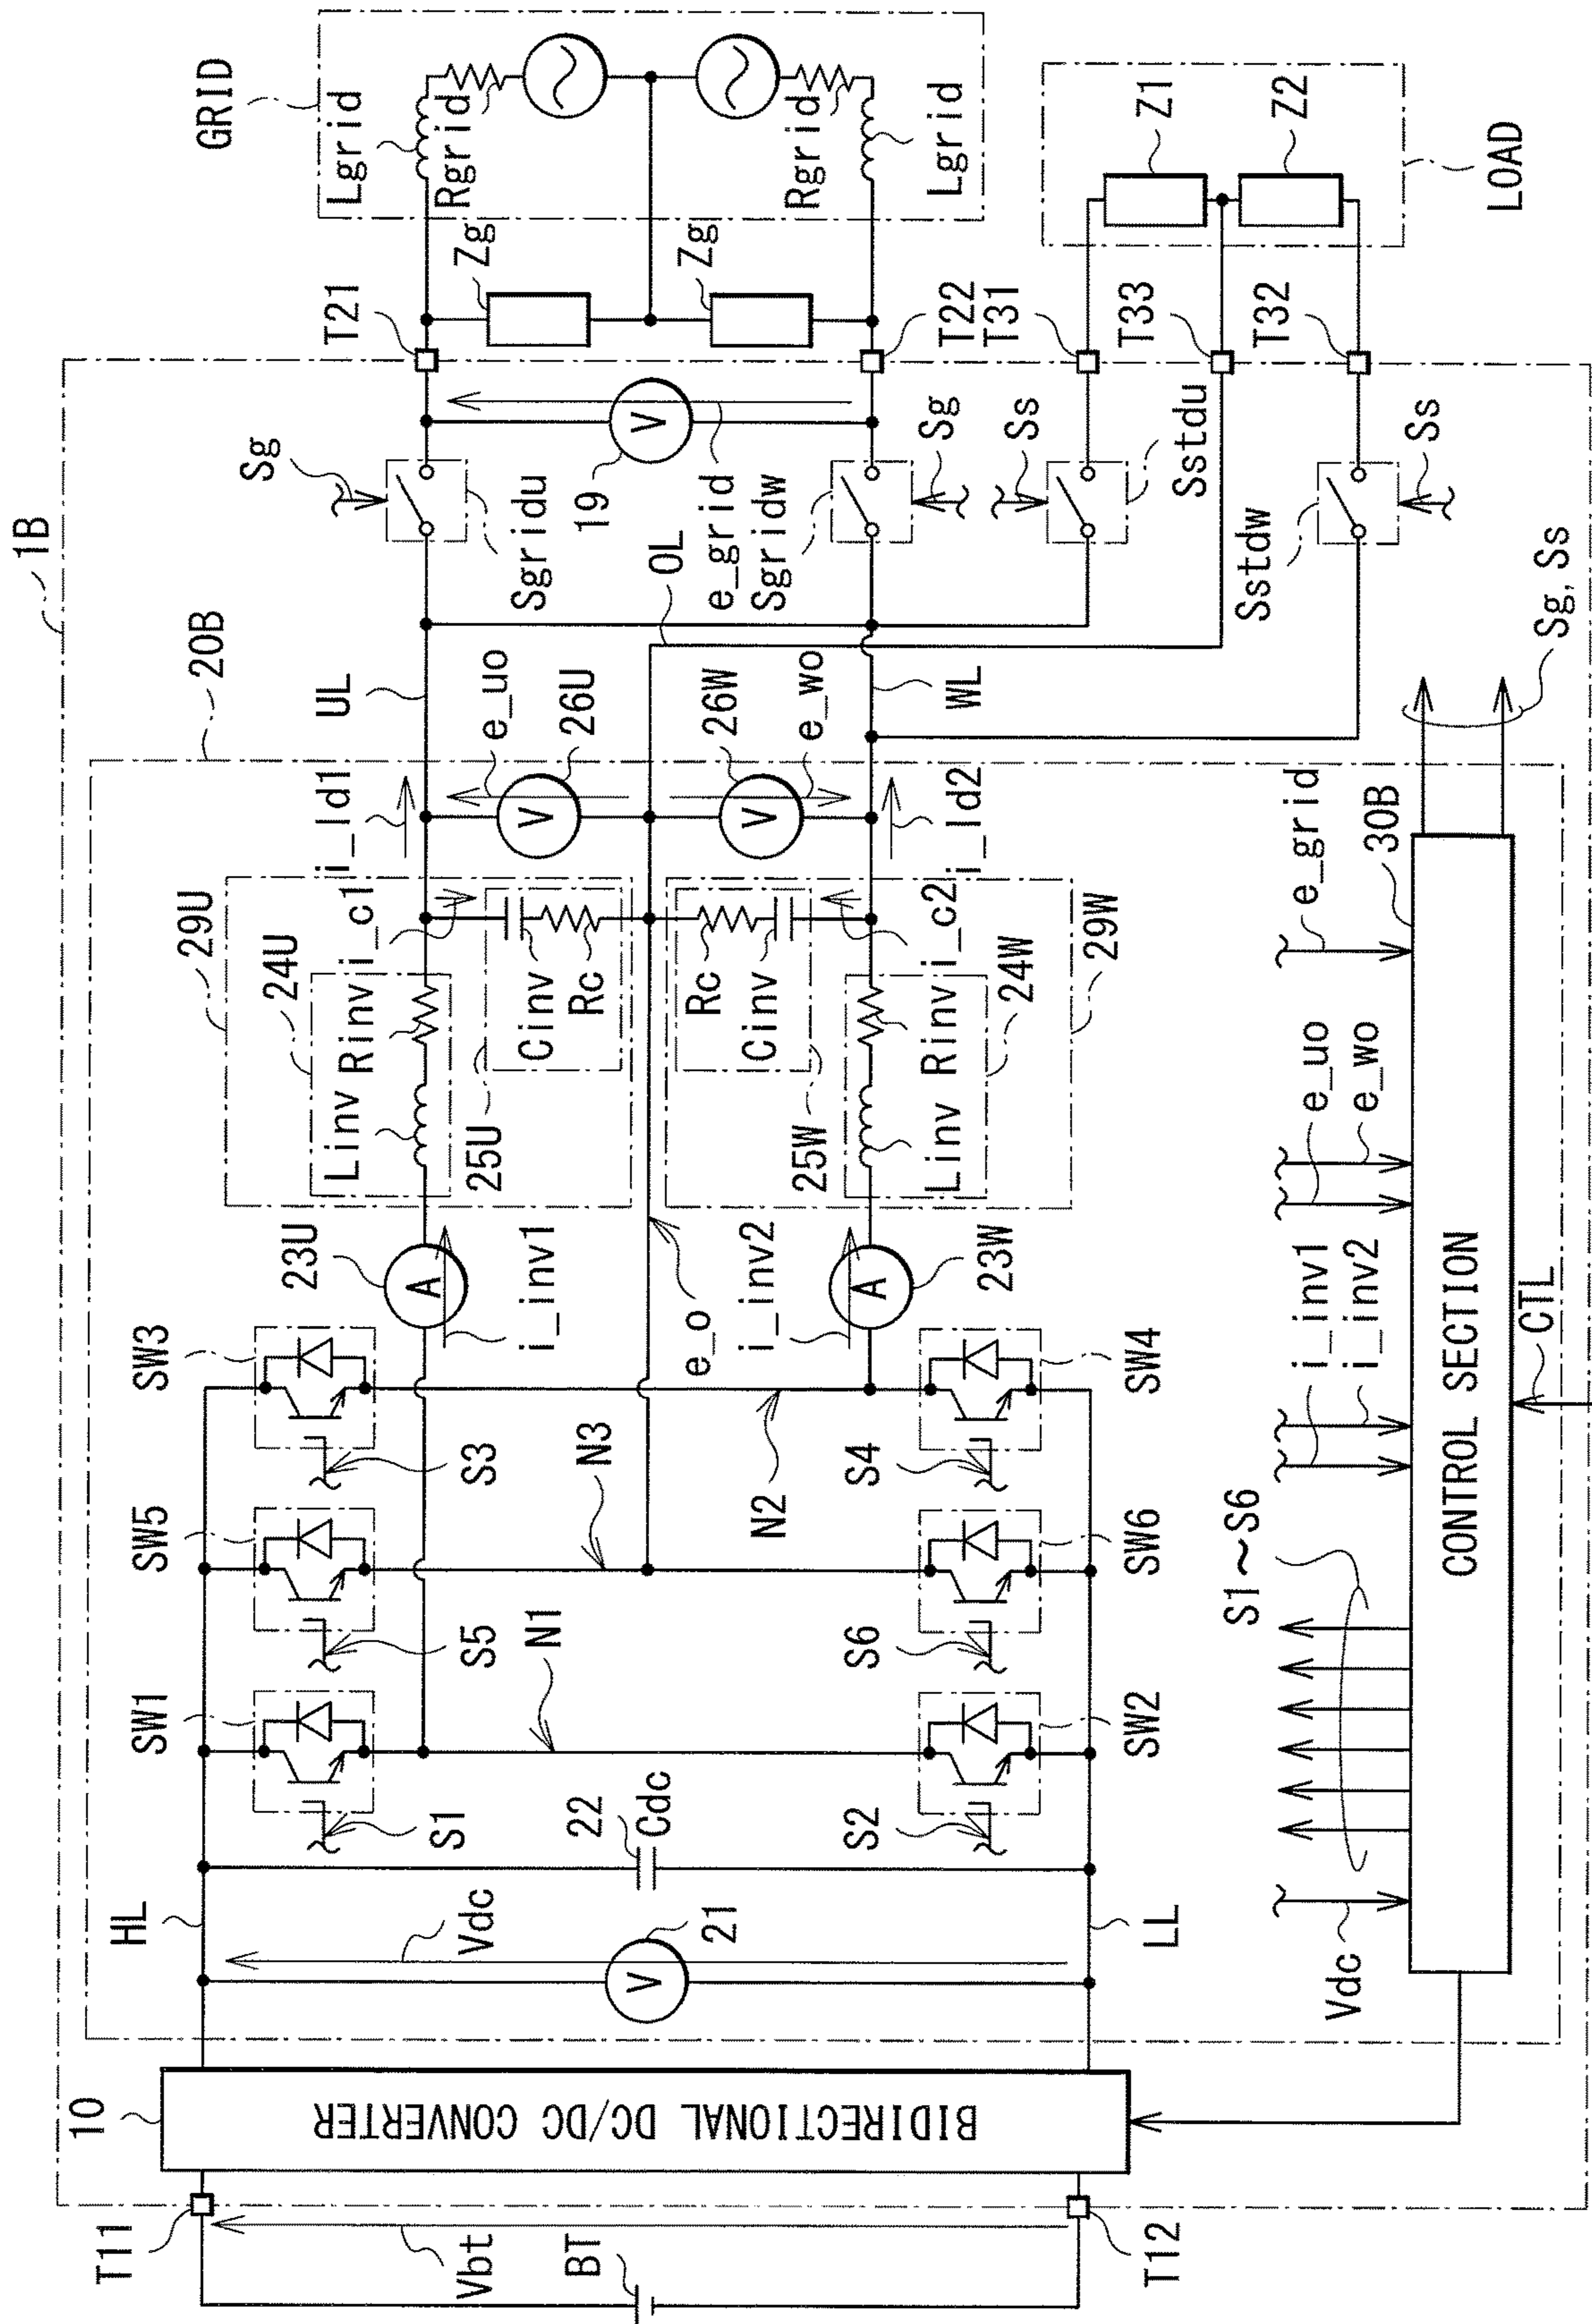 1B
20B
GRID
Lgrid
Rgrid
Rgrid
Lgrid
Zg
Zg
T21
T22
T31
T33
T32
Z1
Z2
LOAD
Sg
Sgridu
19
e_grid
Sgridw
Sg
Ss
Sstdu
Sstdw
Ss
OL
UL
WL
e_uo
26U
26W
e_wo
i_ld1
i_ld2
Sg, Ss
29U
24U
Linv
Rinv
i_c1
25U
Cinv
Rc
Rc
Cinv
25W
Linv
Rinv
i_c2
24W
29W
23U
A
i_inv1
e_o
i_inv2
A
23W
V
V
V
SW3
S3
SW5
S5
SW1
S1
N1
N3
N2
SW4
S4
SW6
S6
SW2
S2
22
Cdc
HL
Vdc
21
V
LL
10
BIDIRECTIONAL DC/DC CONVERTER
T11
Vbt
BT
T12
Vdc
S1~S6
i_inv1
i_inv2
e_uo
e_wo
e_grid
30B
CONTROL SECTION
CTL